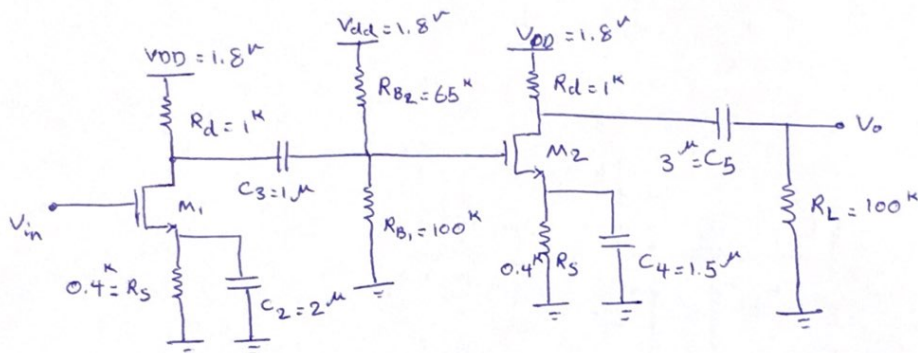 VDD = 1.8v
Rd = 1K
Vin
M1
0.4K = RS
C2 = 2μ
C3 = 1μ
Vdd = 1.8v
RB2 = 65K
RB1 = 100K
VDD = 1.8v
Rd = 1K
M2
0.4K RS
C4 = 1.5μ
3μ = C5
Vo
RL = 100K